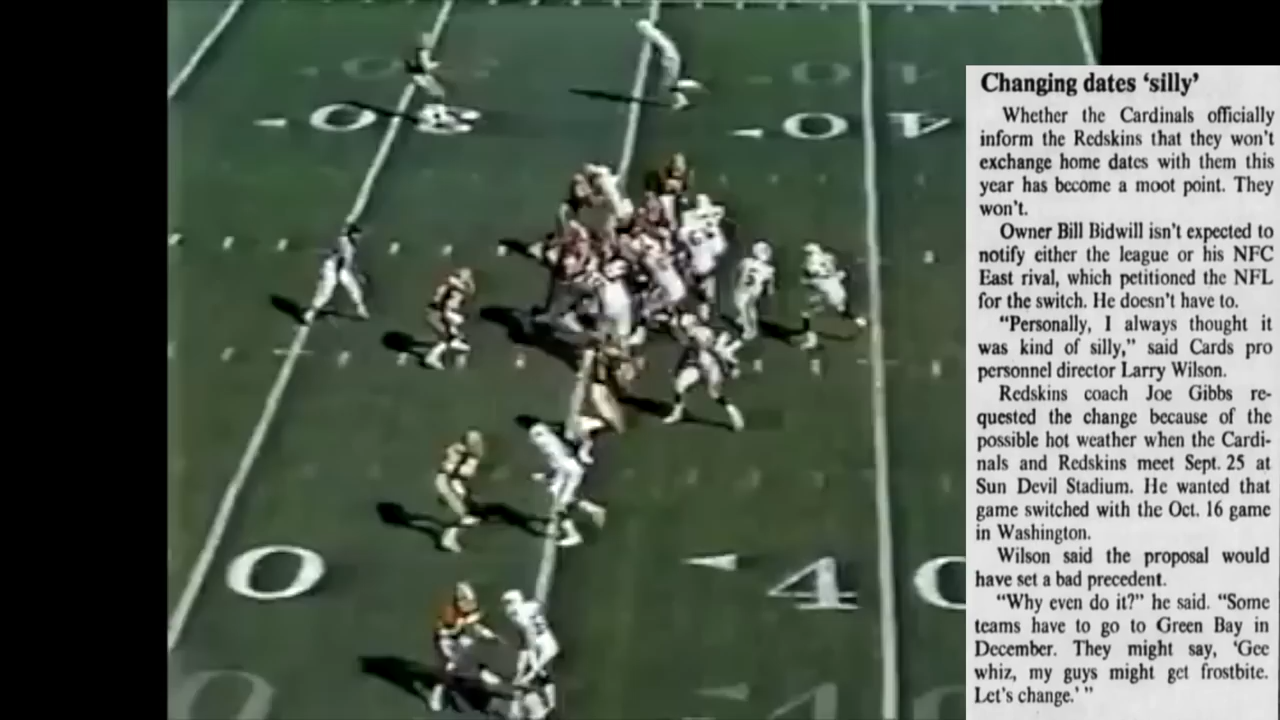 Changing dates ‘silly’
Whether the Cardinals officially
inform the Redskins that they won’t
exchange home dates with them this
year has become a moot point. They
won’t.
Owner Bill Bidwill isn’t expected to
notify either the league or his NFC
East rival, which petitioned the NFL
for the switch. He doesn’t have to.
“Personally, I always thought it
was kind of silly,” said Cards pro
personnel director Larry Wilson.
Redskins coach Joe Gibbs re-
quested the change because of the
possible hot weather when the Cardi-
nals and Redskins meet Sept. 25 at
Sun Devil Stadium. He wanted that
game switched with the Oct. 16 game
in Washington.
Wilson said the proposal would
have set a bad precedent.
“Why even do it?” he said. “Some
teams have to go to Green Bay in
December. They might say, ‘Gee
whiz, my guys might get frostbite.
Let’s change.’ ”
30
40
0
40
0
40